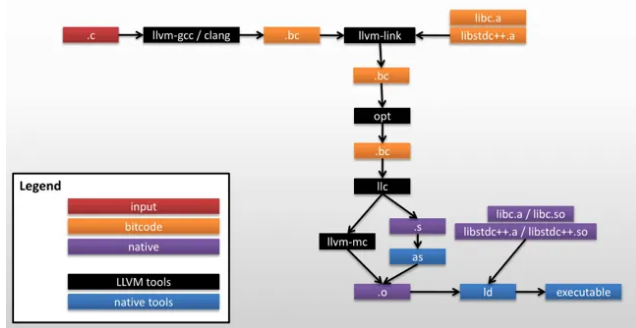 libc.a
.c
llvm-gcc / clang
.bc
llvm-link
libstdc++.a
.bc
opt
.bc
llc
Legend
input
bitcode
native
LLVM tools
native tools
.s
libc.a / libc.so
libstdc++.a / libstdc++.so
llvm-mc
as
.o
ld
executable